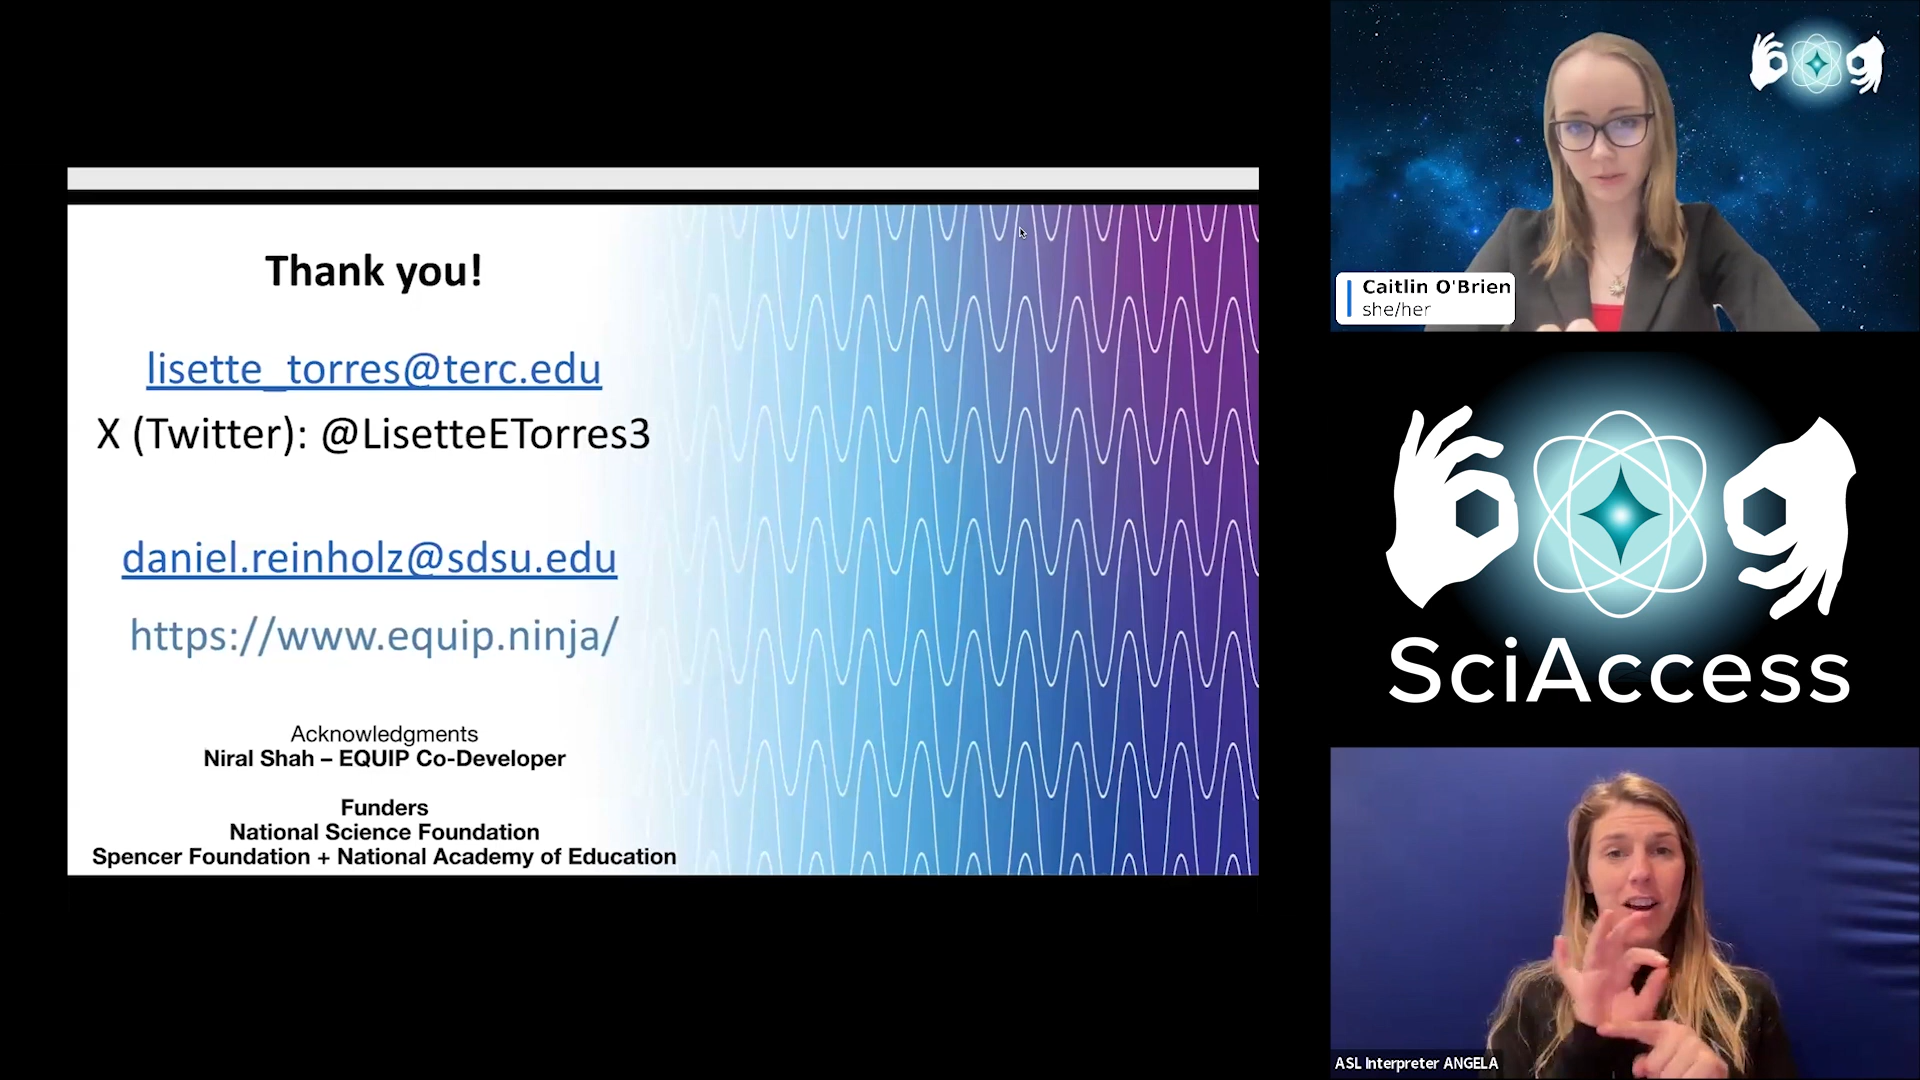 Thank you!
lisette_torres@terc.edu
X (Twitter): @LisetteETorres3
daniel.reinholz@sdsu.edu
https://www.equip.ninja/
Acknowledgments
Niral Shah – EQUIP Co-Developer
Funders
National Science Foundation
Spencer Foundation + National Academy of Education
Caitlin O'Brien
she/her
SciAccess
ASL Interpreter ANGELA